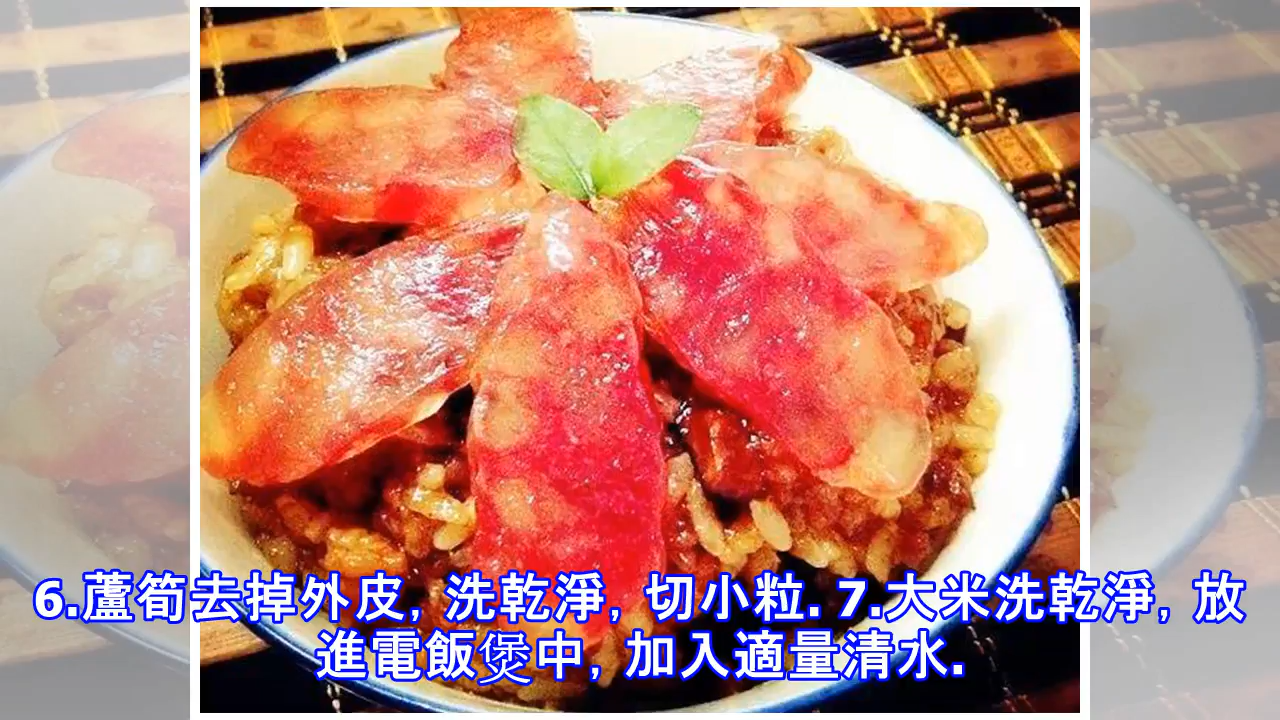 6.蘆筍去掉外皮, 洗乾淨, 切小粒. 7.大米洗乾淨, 放
進電飯煲中, 加入適量清水.